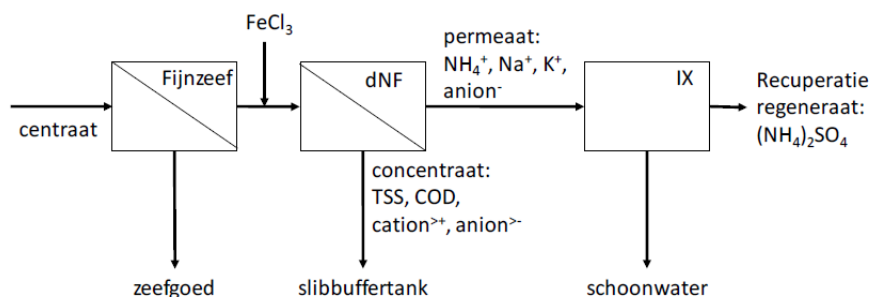 FeCl₃
centraat
Fijnzeef
dNF
permeaat:
NH₄⁺, Na⁺, K⁺,
anion⁻
IX
Recuperatie
regeneraat:
(NH₄)₂SO₄
concentraat:
TSS, COD,
cation>⁺, anion>⁻
zeefgoed
slibbuffertank
schoonwater